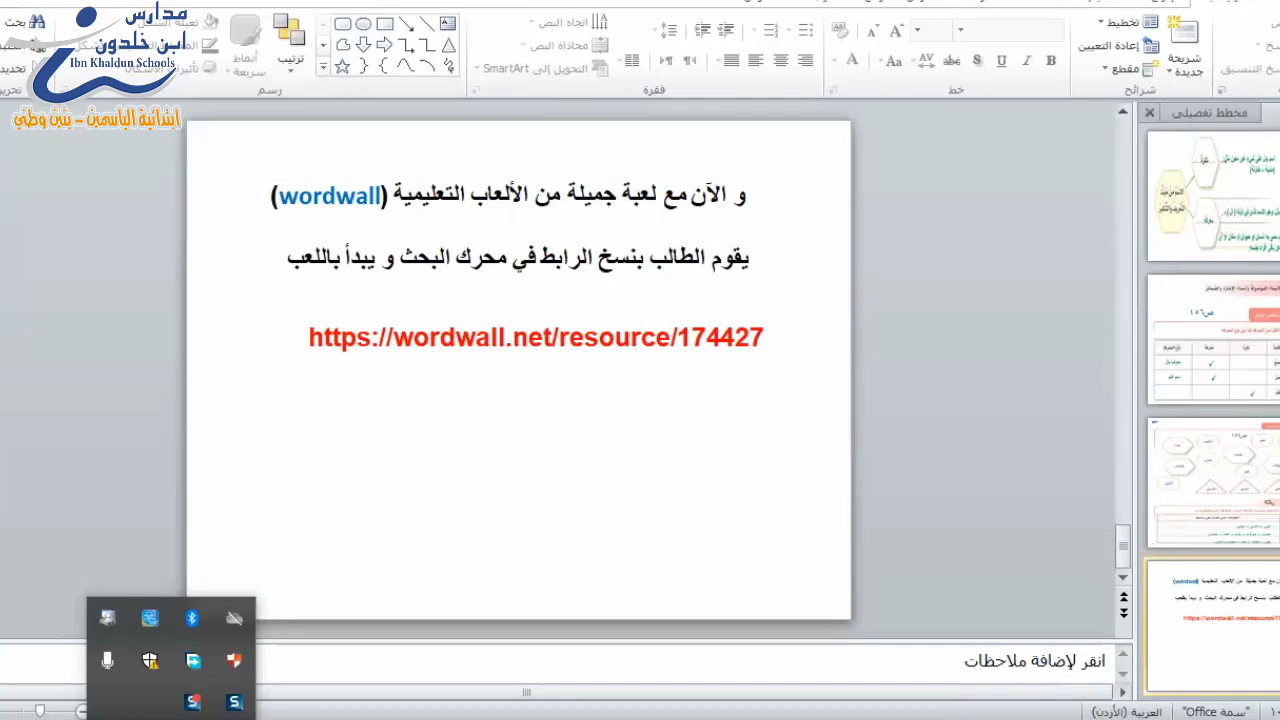 مدارس
ابن خلدون
Ibn Khaldun Schools
ابتدائية الياسمين - بنين وطني
بحث
اتجاه النص
محاذاة النص
التحويل إلى SmartArt
ترتيب
أنماط سريعة
تخطيط
إعادة التعيين
مقطع
شريحة جديدة
رسم
فقرة
خط
شرائح
مخطط تفصيلي
و الآن مع لعبة جميلة من الألعاب التعليمية (wordwall)
يقوم الطالب بنسخ الرابط في محرك البحث و يبدأ باللعب
https://wordwall.net/resource/174427
انقر لإضافة ملاحظات
العربية (الأردن)
"سمة Office"